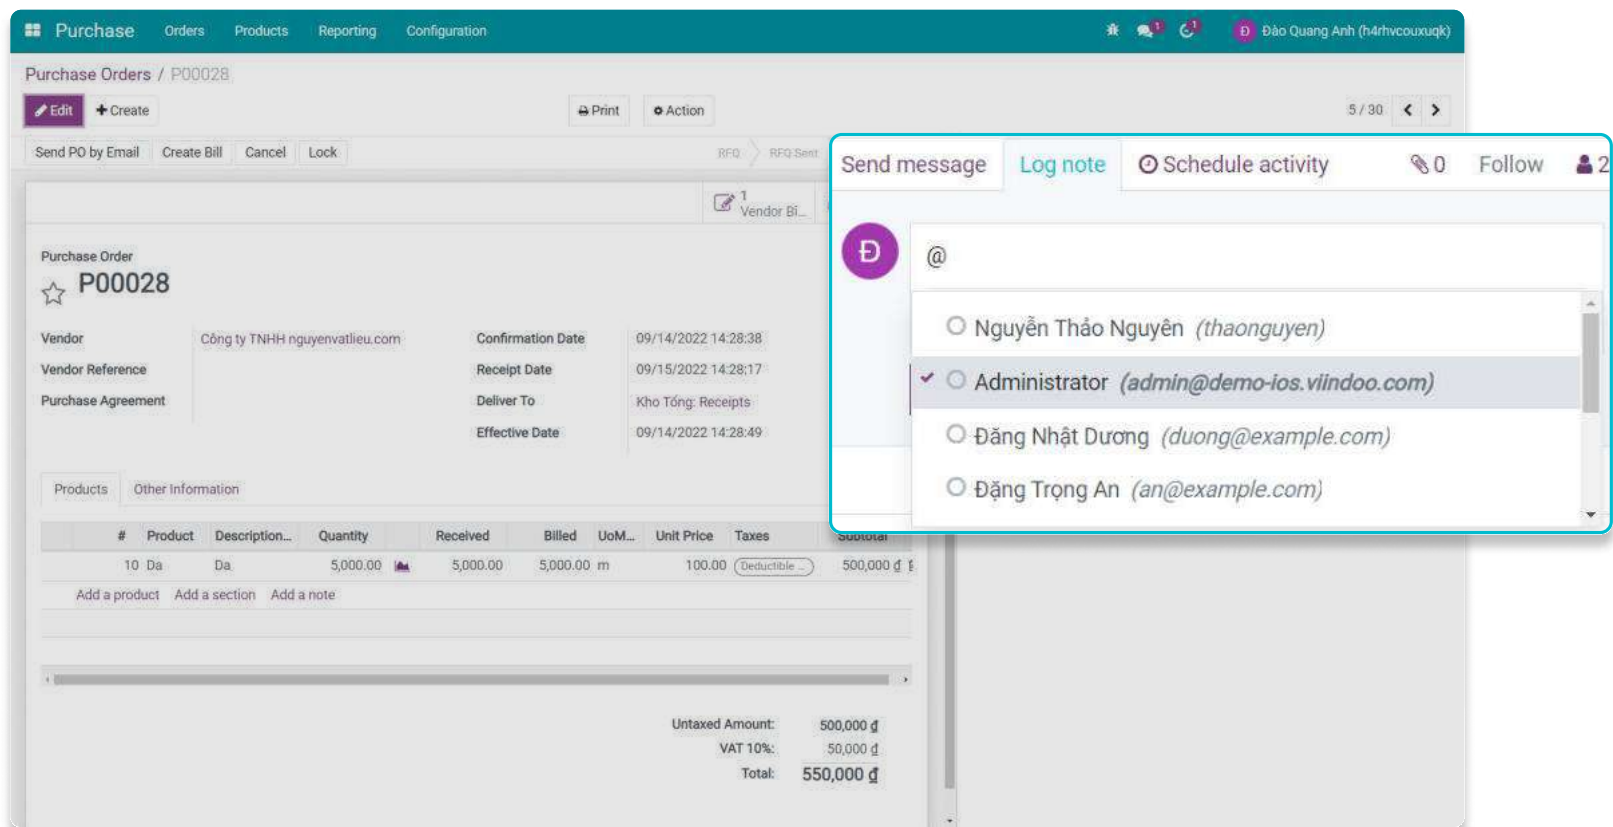 Purchase Orders Products Reporting Configuration 1 1 Đ Đào Quang Anh (h4rhvcouxuqk)
Purchase Orders / P00028
Edit Create Print Action 5 / 30
Send PO by Email Create Bill Cancel Lock RFQ RFQ Sent
1
Vendor Bi...
Purchase Order
P00028
Vendor Công ty TNHH nguyenvatlieu.com Confirmation Date 09/14/2022 14:28:38
Vendor Reference Receipt Date 09/15/2022 14:28:17
Purchase Agreement Deliver To Kho Tổng: Receipts
Effective Date 09/14/2022 14:28:49
Products Other Information
# Product Description... Quantity Received Billed UoM... Unit Price Taxes Subtotal
10 Da Da 5,000.00 5,000.00 5,000.00 m 100.00 Deductible ... 500,000 ₫
Add a product Add a section Add a note
Untaxed Amount: 500,000 ₫
VAT 10%: 50,000 ₫
Total: 550,000 ₫
Send message Log note Schedule activity 0 Follow 2
Đ @
Nguyễn Thảo Nguyên (thaonguyen)
Administrator (admin@demo-ios.viindoo.com)
Đăng Nhật Dương (duong@example.com)
Đặng Trọng An (an@example.com)